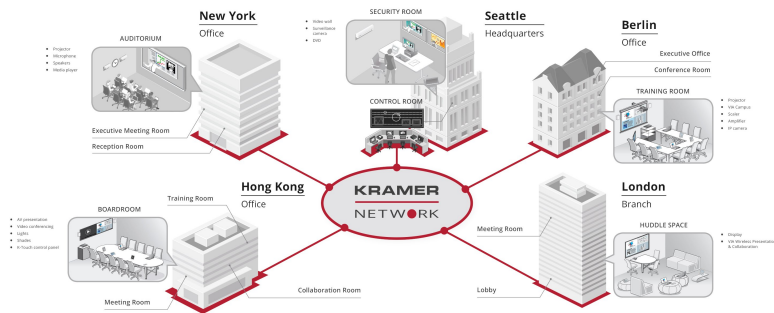 New York
Office
AUDITORIUM
Projector
Microphone
Speakers
Media player
Executive Meeting Room
Reception Room
SECURITY ROOM
Video wall
Surveillance
camera
DVD
CONTROL ROOM
Seattle
Headquarters
Berlin
Office
Executive Office
Conference Room
TRAINING ROOM
Projector
VIA Campus
Scaler
Amplifier
IP camera
KRAMER
NETWORK
Hong Kong
Office
Training Room
BOARDROOM
AV presentation
Video conferencing
Lights
Shades
K-Touch control panel
Meeting Room
Collaboration Room
London
Branch
Meeting Room
Lobby
HUDDLE SPACE
Display
VIA Wireless Presentation
& Collaboration